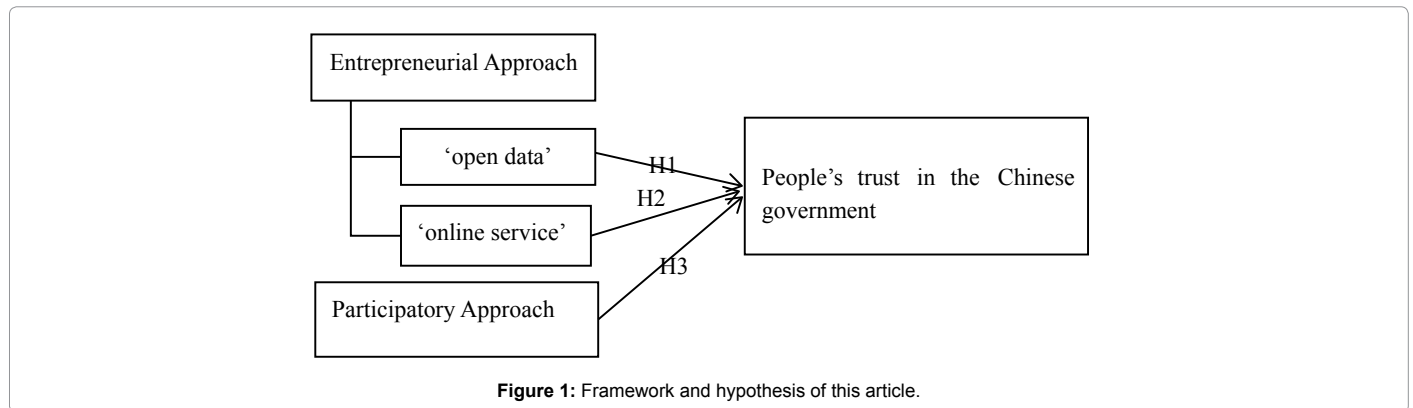 Entrepreneurial Approach
‘open data’
H1
People’s trust in the Chinese
government
H2
‘online service’
H3
Participatory Approach
Figure 1: Framework and hypothesis of this article.